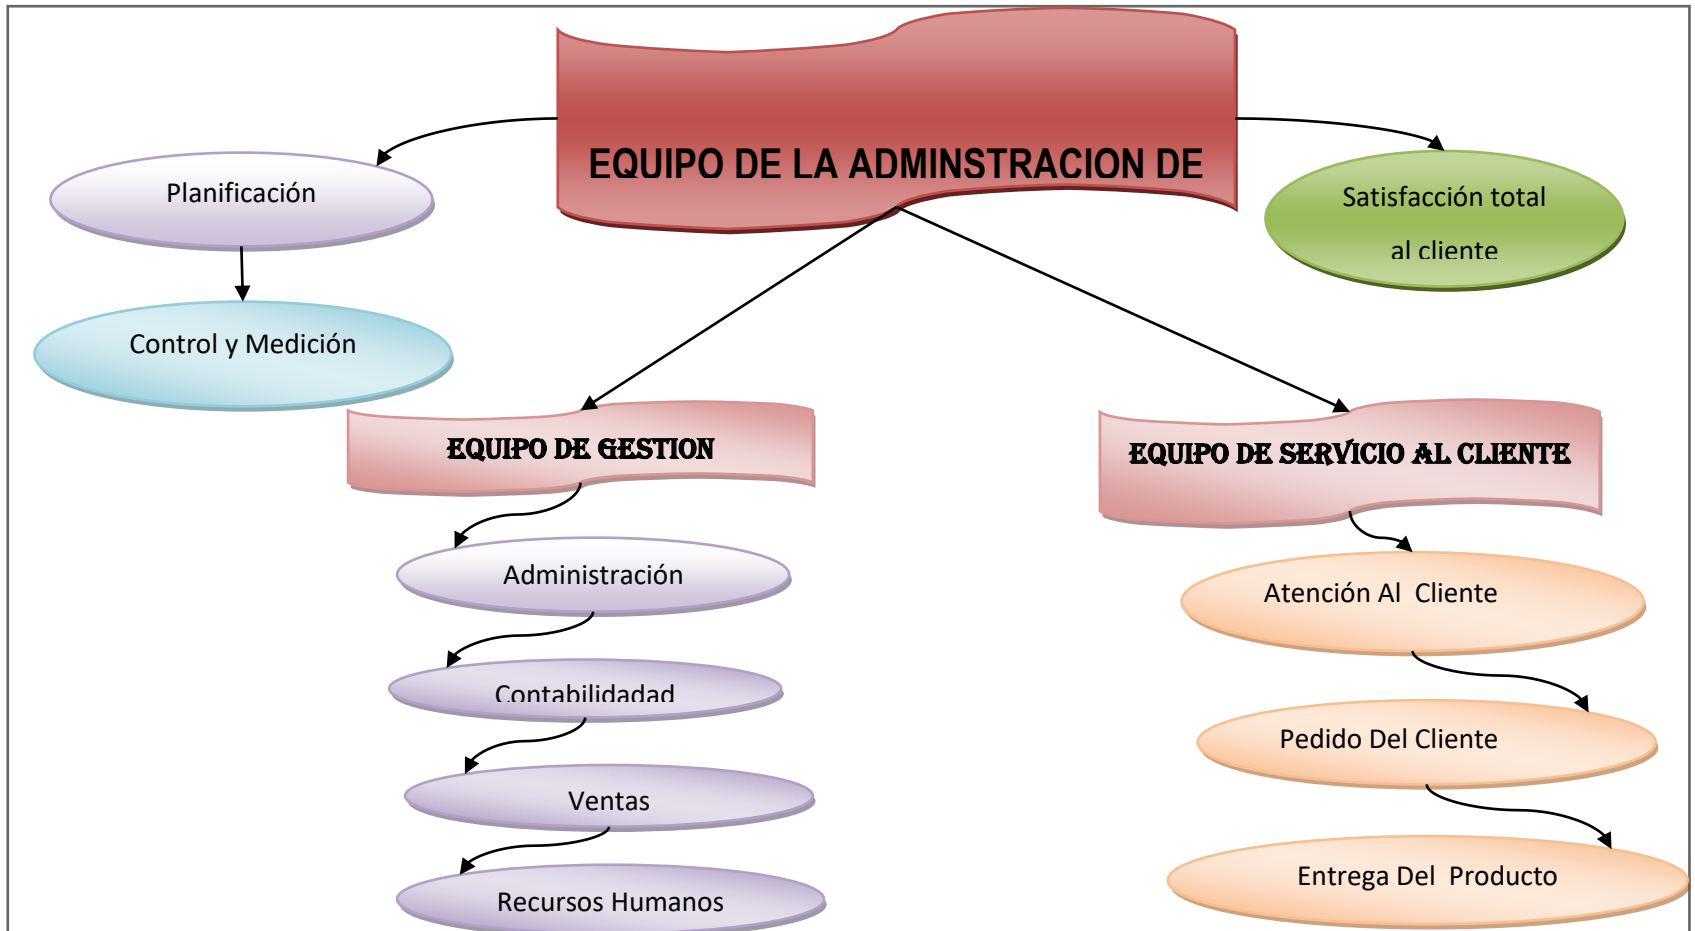 EQUIPO DE LA ADMINSTRACION DE
Planificación
Satisfacción total
al cliente
Control y Medición
EQUIPO DE GESTION
EQUIPO DE SERVICIO AL CLIENTE
Administración
Atención Al Cliente
Contabilidadad
Pedido Del Cliente
Ventas
Entrega Del Producto
Recursos Humanos